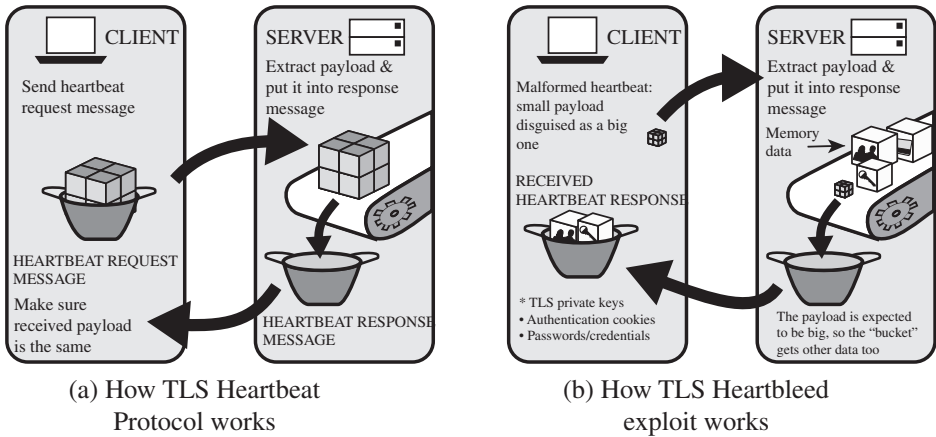 CLIENT
Send heartbeat
request message
HEARTBEAT REQUEST
MESSAGE
Make sure
received payload
is the same
SERVER
Extract payload &
put it into response
message
HEARTBEAT RESPONSE
MESSAGE
(a) How TLS Heartbeat
Protocol works
CLIENT
Malformed heartbeat:
small payload
disguised as a big
one
RECEIVED
HEARTBEAT RESPONSE
* TLS private keys
• Authentication cookies
• Passwords/credentials
SERVER
Extract payload &
put it into response
message
Memory
data
The payload is expected
to be big, so the “bucket”
gets other data too
(b) How TLS Heartbleed
exploit works